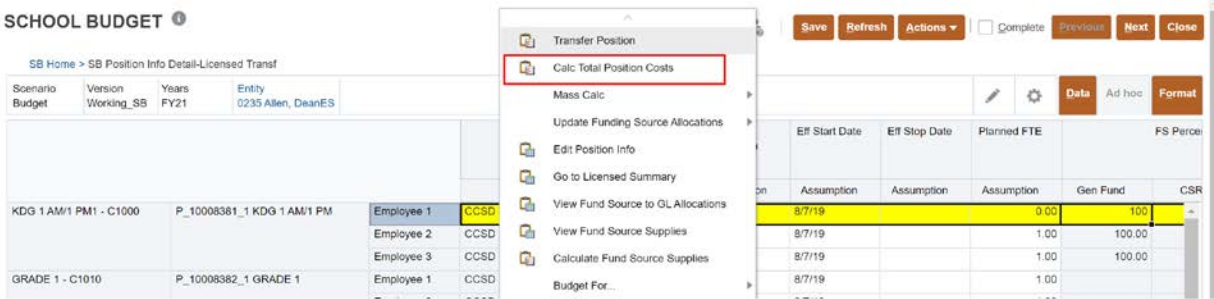 SCHOOL BUDGET
Save Refresh Actions Complete Previous Next Close
SB Home > SB Position Info Detail-Licensed Transf
Scenario Version Years Entity
Budget Working_SB FY21 0235 Allen, DeanES
Data Ad hoc Format
Transfer Position
Calc Total Position Costs
Mass Calc
Update Funding Source Allocations
Edit Position Info
Go to Licensed Summary
View Fund Source to GL Allocations
View Fund Source Supplies
Calculate Fund Source Supplies
Budget For...
Eff Start Date Eff Stop Date Planned FTE FS Percer
Assumption Assumption Assumption Gen Fund CSR
KDG 1 AM/1 PM1 - C1000 P_10008381_1 KDG 1 AM/1 PM Employee 1 CCSD 8/7/19 0.00 100
Employee 2 CCSD 8/7/19 1.00 100.00
Employee 3 CCSD 8/7/19 1.00 100.00
GRADE 1 - C1010 P_10008382_1 GRADE 1 Employee 1 CCSD 8/7/19 1.00